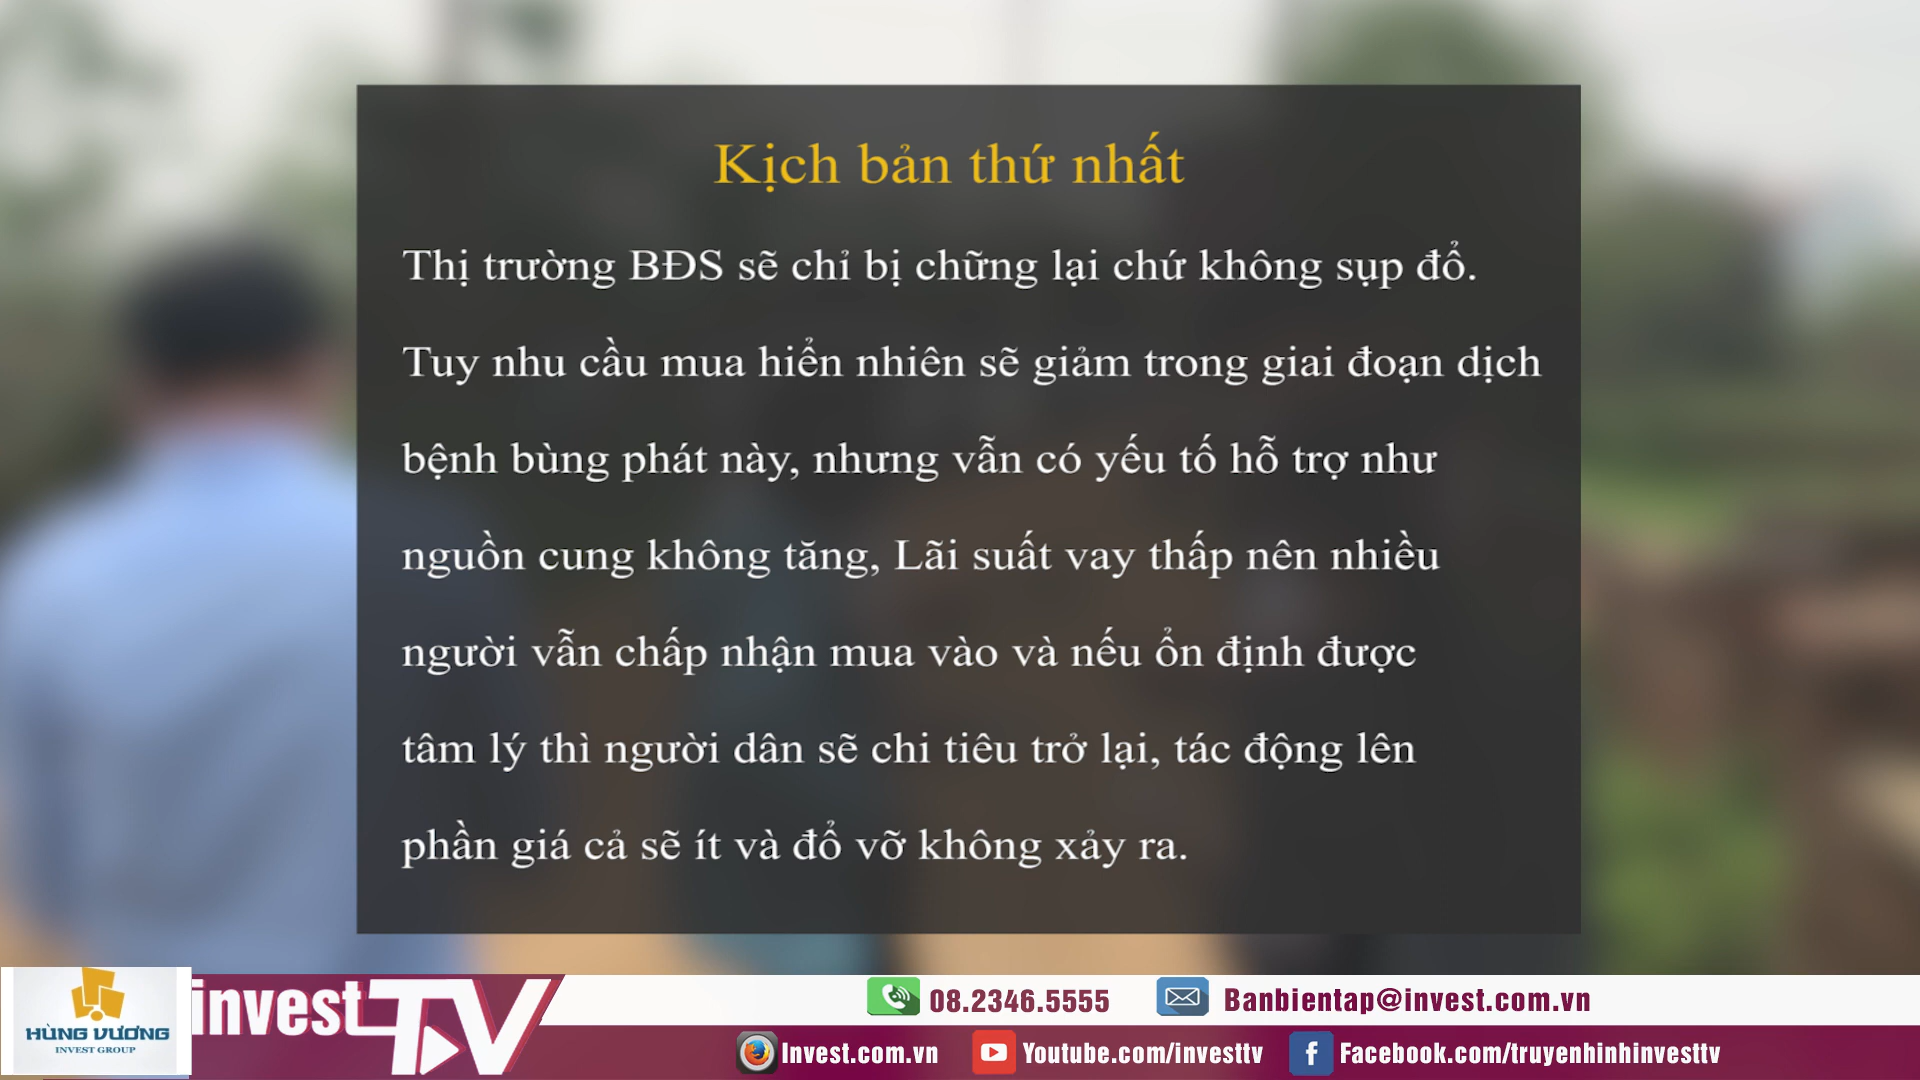 Kịch bản thứ nhất
Thị trường BĐS sẽ chỉ bị chững lại chứ không sụp đổ.
Tuy nhu cầu mua hiển nhiên sẽ giảm trong giai đoạn dịch
bệnh bùng phát này, nhưng vẫn có yếu tố hỗ trợ như
nguồn cung không tăng, Lãi suất vay thấp nên nhiều
người vẫn chấp nhận mua vào và nếu ổn định được
tâm lý thì người dân sẽ chi tiêu trở lại, tác động lên
phần giá cả sẽ ít và đổ vỡ không xảy ra.
HÙNG VƯƠNG
INVEST GROUP
invest TV
08.2346.5555
Banbientap@invest.com.vn
Invest.com.vn
Youtube.com/investtv
Facebook.com/truyenhinhinvesttv